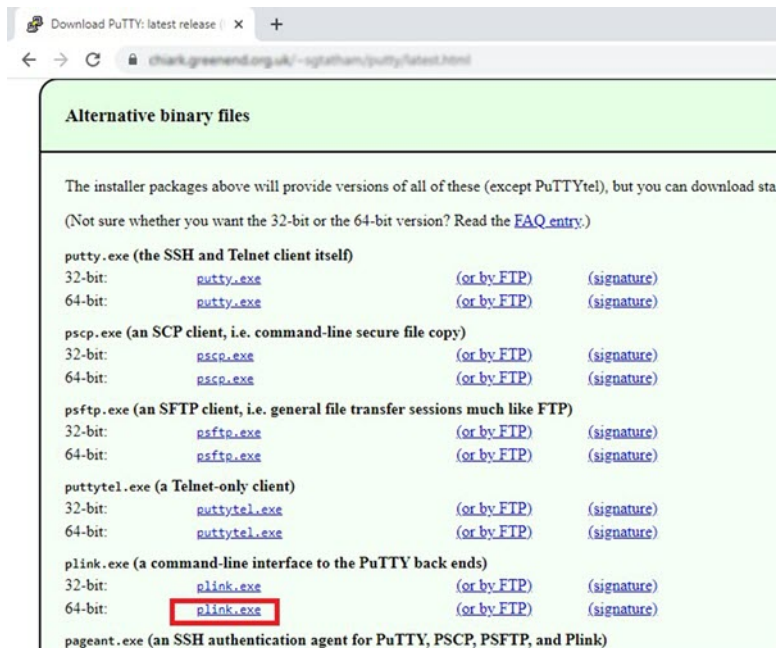 Download PuTTY: latest release (
chiark.greenend.org.uk/~sgtatham/putty/latest.html
Alternative binary files
The installer packages above will provide versions of all of these (except PuTTYtel), but you can download sta
(Not sure whether you want the 32-bit or the 64-bit version? Read the FAQ entry.)
putty.exe (the SSH and Telnet client itself)
32-bit: putty.exe (or by FTP) (signature)
64-bit: putty.exe (or by FTP) (signature)
pscp.exe (an SCP client, i.e. command-line secure file copy)
32-bit: pscp.exe (or by FTP) (signature)
64-bit: pscp.exe (or by FTP) (signature)
psftp.exe (an SFTP client, i.e. general file transfer sessions much like FTP)
32-bit: psftp.exe (or by FTP) (signature)
64-bit: psftp.exe (or by FTP) (signature)
puttytel.exe (a Telnet-only client)
32-bit: puttytel.exe (or by FTP) (signature)
64-bit: puttytel.exe (or by FTP) (signature)
plink.exe (a command-line interface to the PuTTY back ends)
32-bit: plink.exe (or by FTP) (signature)
64-bit: plink.exe (or by FTP) (signature)
pageant.exe (an SSH authentication agent for PuTTY, PSCP, PSFTP, and Plink)